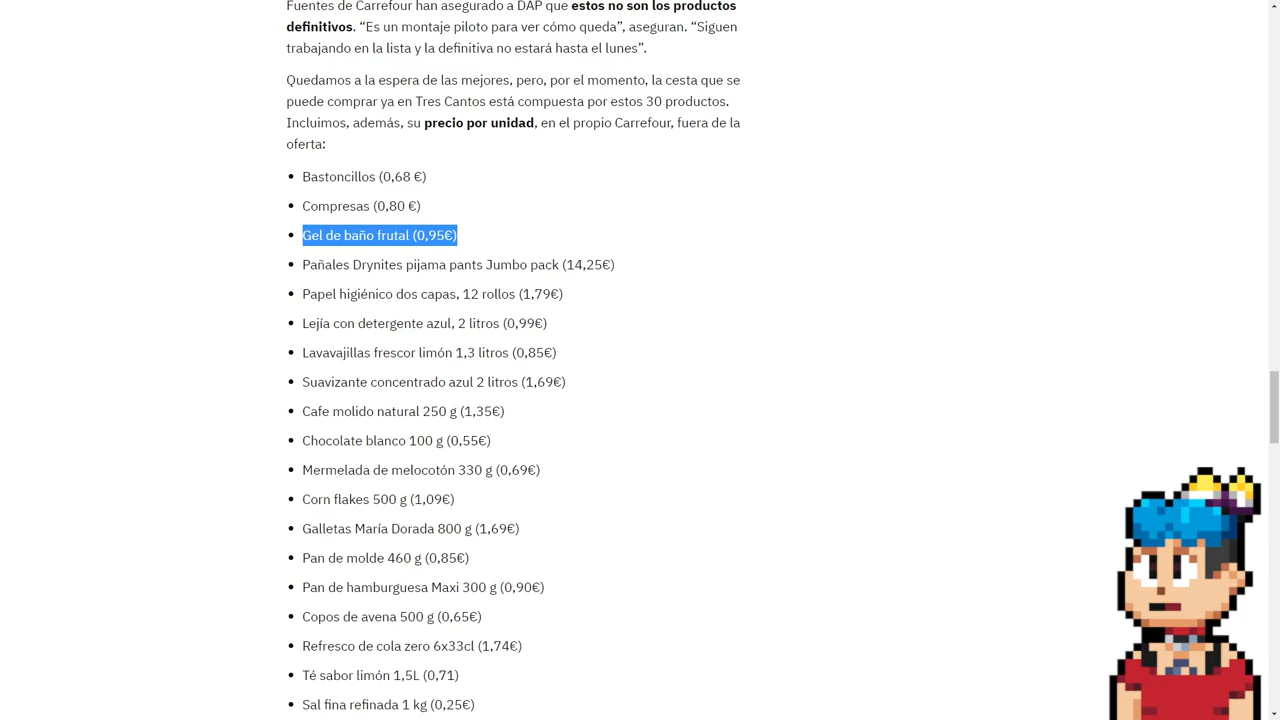 Fuentes de Carrefour han asegurado a DAP que estos no son los productos
definitivos. “Es un montaje piloto para ver cómo queda”, aseguran. “Siguen
trabajando en la lista y la definitiva no estará hasta el lunes”.
Quedamos a la espera de las mejores, pero, por el momento, la cesta que se
puede comprar ya en Tres Cantos está compuesta por estos 30 productos.
Incluimos, además, su precio por unidad, en el propio Carrefour, fuera de la
oferta:
• Bastoncillos (0,68 €)
• Compresas (0,80 €)
• Gel de baño frutal (0,95€)
• Pañales Drynites pijama pants Jumbo pack (14,25€)
• Papel higiénico dos capas, 12 rollos (1,79€)
• Lejía con detergente azul, 2 litros (0,99€)
• Lavavajillas frescor limón 1,3 litros (0,85€)
• Suavizante concentrado azul 2 litros (1,69€)
• Cafe molido natural 250 g (1,35€)
• Chocolate blanco 100 g (0,55€)
• Mermelada de melocotón 330 g (0,69€)
• Corn flakes 500 g (1,09€)
• Galletas María Dorada 800 g (1,69€)
• Pan de molde 460 g (0,85€)
• Pan de hamburguesa Maxi 300 g (0,90€)
• Copos de avena 500 g (0,65€)
• Refresco de cola zero 6x33cl (1,74€)
• Té sabor limón 1,5L (0,71)
• Sal fina refinada 1 kg (0,25€)